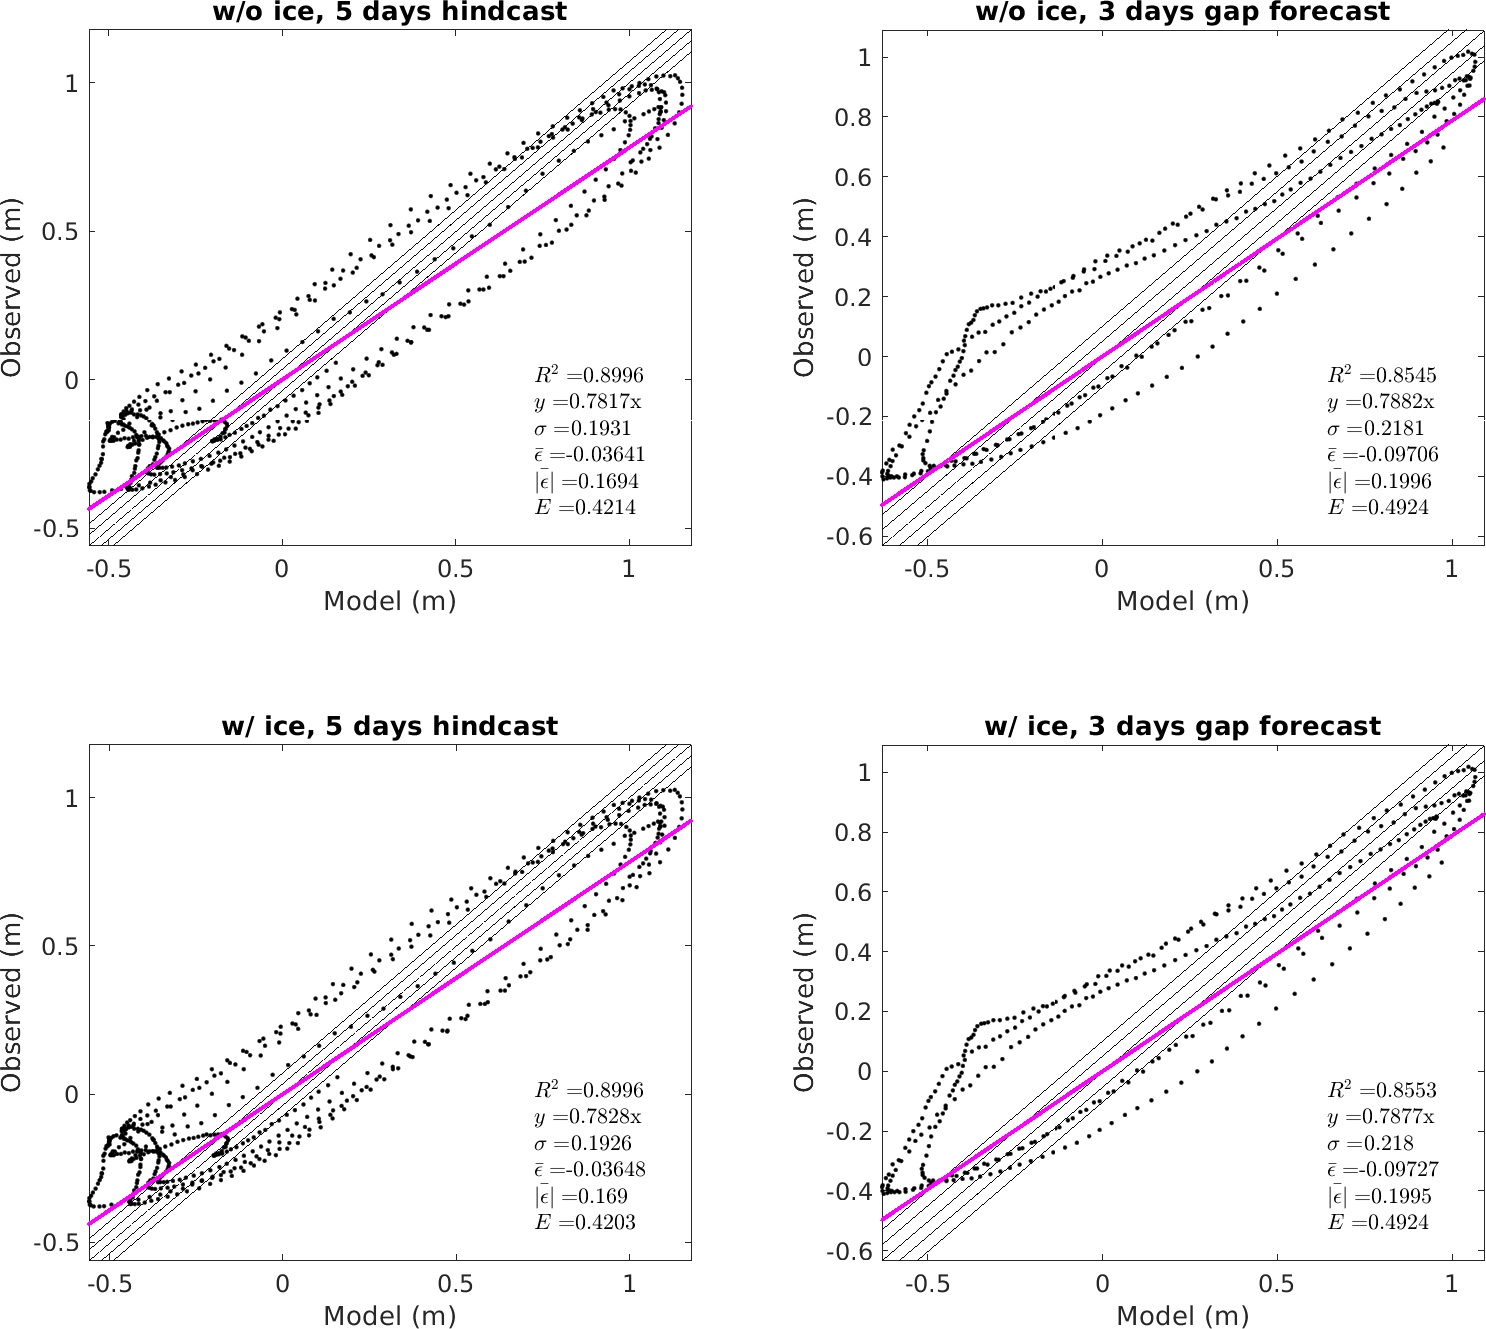 w/o ice, 5 days hindcast
Observed (m)
1
0.5
0
-0.5
R² =0.8996
y =0.7817x
σ =0.1931
ε̄ =-0.03641
|ε̄| =0.1694
E =0.4214
-0.5 0 0.5 1
Model (m)
w/o ice, 3 days gap forecast
Observed (m)
1
0.8
0.6
0.4
0.2
0
-0.2
-0.4
-0.6
R² =0.8545
y =0.7882x
σ =0.2181
ε̄ =-0.09706
|ε̄| =0.1996
E =0.4924
-0.5 0 0.5 1
Model (m)
w/ ice, 5 days hindcast
Observed (m)
1
0.5
0
-0.5
R² =0.8996
y =0.7828x
σ =0.1926
ε̄ =-0.03648
|ε̄| =0.169
E =0.4203
-0.5 0 0.5 1
Model (m)
w/ ice, 3 days gap forecast
Observed (m)
1
0.8
0.6
0.4
0.2
0
-0.2
-0.4
-0.6
R² =0.8553
y =0.7877x
σ =0.218
ε̄ =-0.09727
|ε̄| =0.1995
E =0.4924
-0.5 0 0.5 1
Model (m)